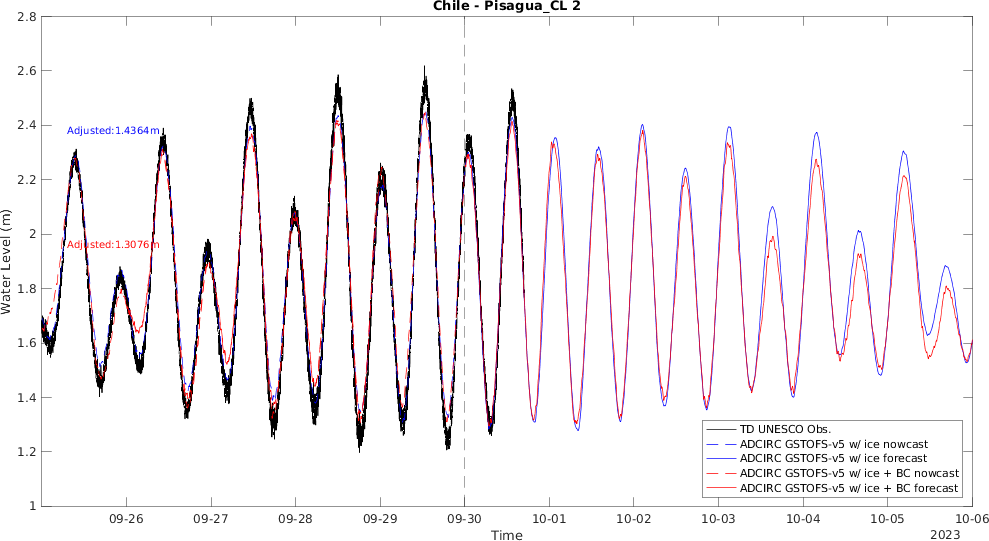 Chile - Pisagua_CL 2
2.8
2.6
2.4
2.2
2
1.8
1.6
1.4
1.2
1
Water Level (m)
Adjusted:1.4364m
Adjusted:1.3076m
TD UNESCO Obs.
ADCIRC GSTOFS-v5 w/ ice nowcast
ADCIRC GSTOFS-v5 w/ ice forecast
ADCIRC GSTOFS-v5 w/ ice + BC nowcast
ADCIRC GSTOFS-v5 w/ ice + BC forecast
09-26 09-27 09-28 09-29 09-30 10-01 10-02 10-03 10-04 10-05 10-06
Time
2023